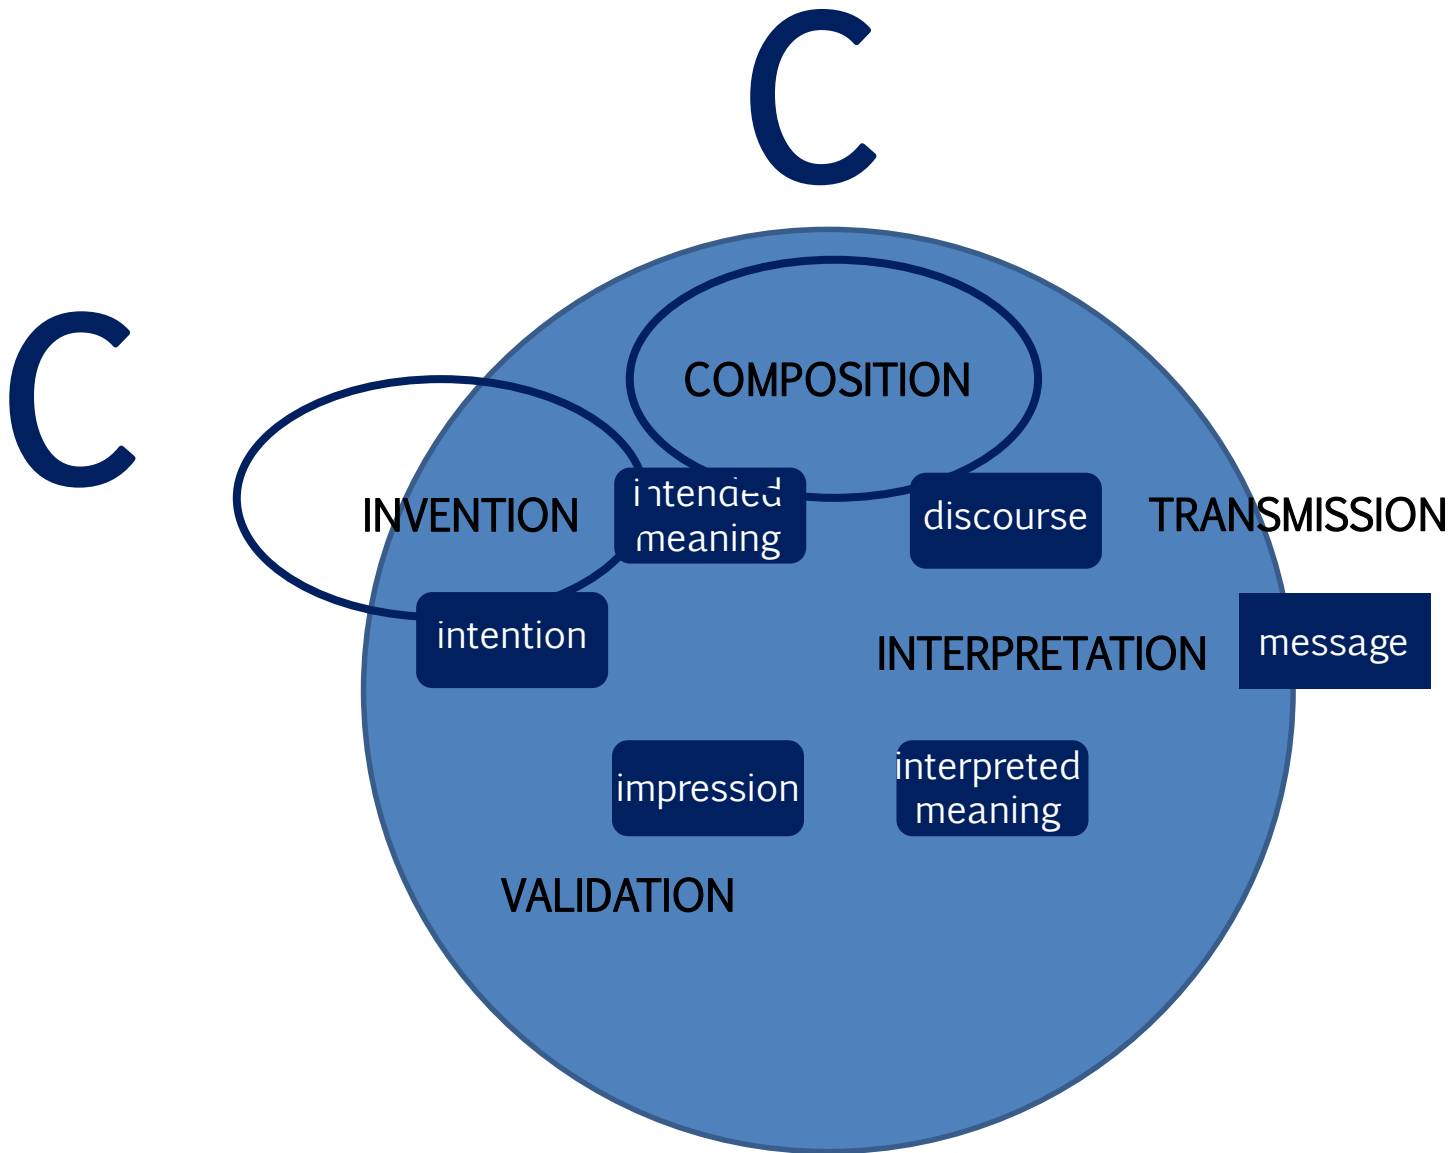 C
C
COMPOSITION
INVENTION
intended
meaning
discourse
TRANSMISSION
intention
INTERPRETATION
message
impression
interpreted
meaning
VALIDATION